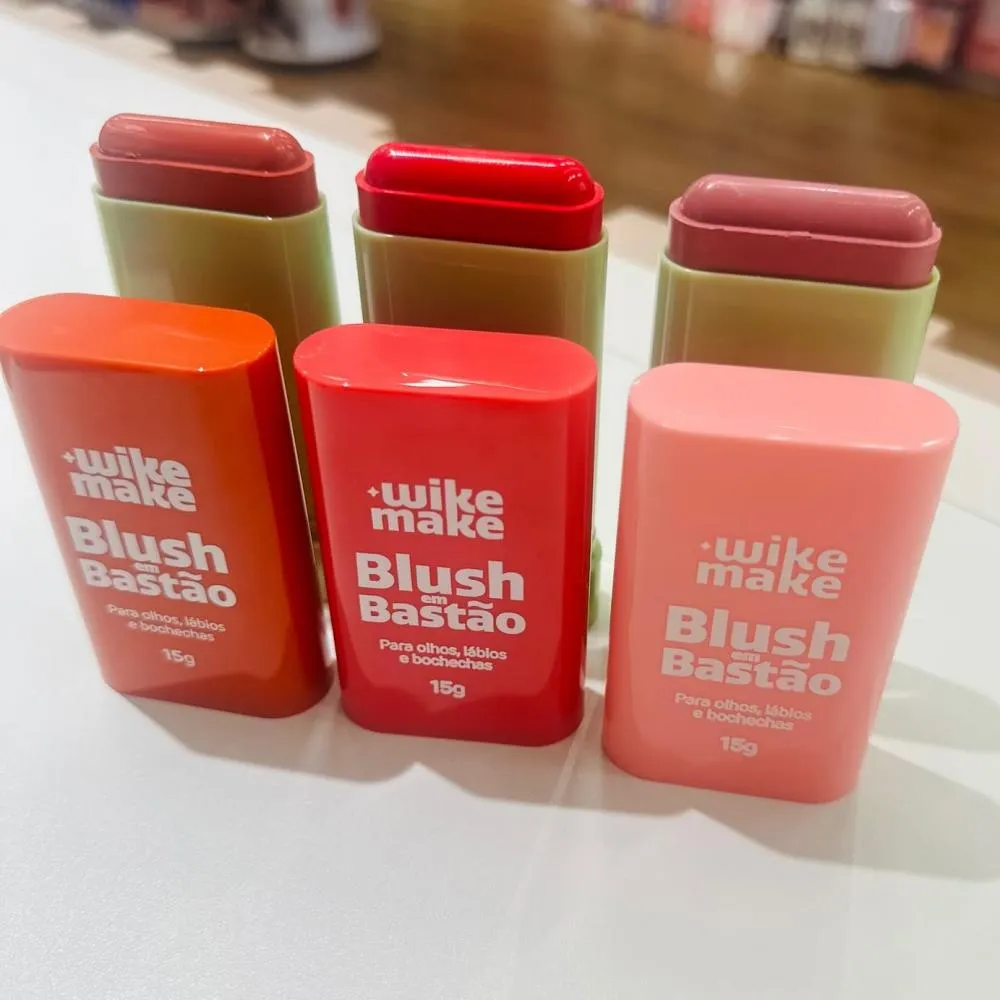 wike
make
Blush
em
Bastão
Para olhos, lábios
e bochechas
15g
wike
make
Blush
em
Bastão
Para olhos, lábios
e bochechas
15g
wike
make
Blush
em
Bastão
Para olhos, lábios
e bochechas
15g